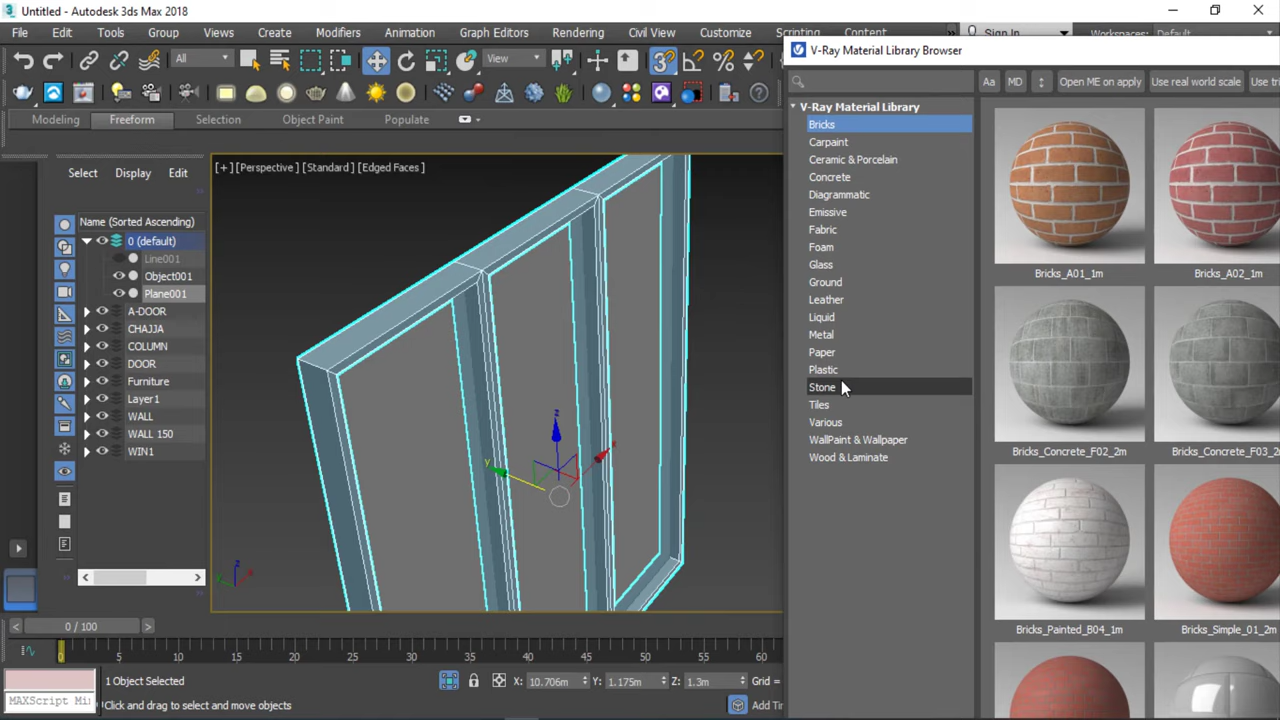 Untitled - Autodesk 3ds Max 2018
File Edit Tools Group Views Create Modifiers Animation Graph Editors Rendering Civil View Customize Scripting Content
Sign In Workspaces: Default
All View
Modeling Freeform Selection Object Paint Populate
Select Display Edit
Name (Sorted Ascending)
0 (default)
Line001
Object001
Plane001
A-DOOR
CHAJJA
COLUMN
DOOR
Furniture
Layer1
WALL
WALL 150
WIN1
[+] [Perspective] [Standard] [Edged Faces]
z
y
x
z
V-Ray Material Library Browser
Aa MD Open ME on apply Use real world scale Use tri
V-Ray Material Library
Bricks
Carpaint
Ceramic & Porcelain
Concrete
Diagrammatic
Emissive
Fabric
Foam
Glass
Ground
Leather
Liquid
Metal
Paper
Plastic
Stone
Tiles
Various
WallPaint & Wallpaper
Wood & Laminate
Bricks_A01_1m Bricks_A02_1m
Bricks_Concrete_F02_2m Bricks_Concrete_F03_2m
Bricks_Painted_B04_1m Bricks_Simple_01_2m
0 / 100
0 5 10 15 20 25 30 35 40 45 50 55 60
1 Object Selected X: 10.706m Y: 1.175m Z: 1.3m Grid =
MAXScript Mi
Click and drag to select and move objects Add Tim